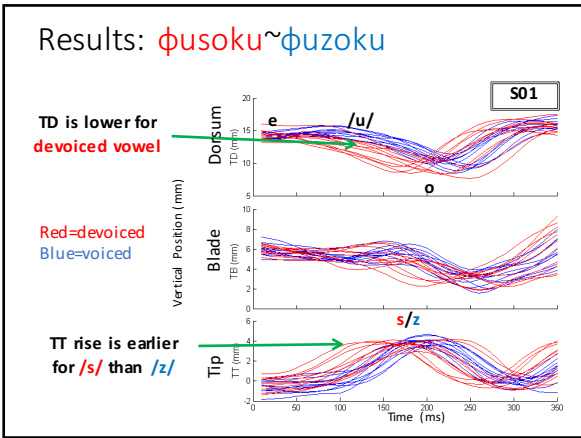 Results: ɸusoku~ɸuzoku
S01
TD is lower for
devoiced vowel
Red=devoiced
Blue=voiced
TT rise is earlier
for /s/ than /z/
Vertical Position (mm)
Dorsum
TD (mm)
20
15
10
5
e
/u/
o
Blade
TB (mm)
10
8
6
4
2
0
s/z
Tip
TT (mm)
6
4
2
0
-2
0
50
100
150
200
250
300
350
Time (ms)